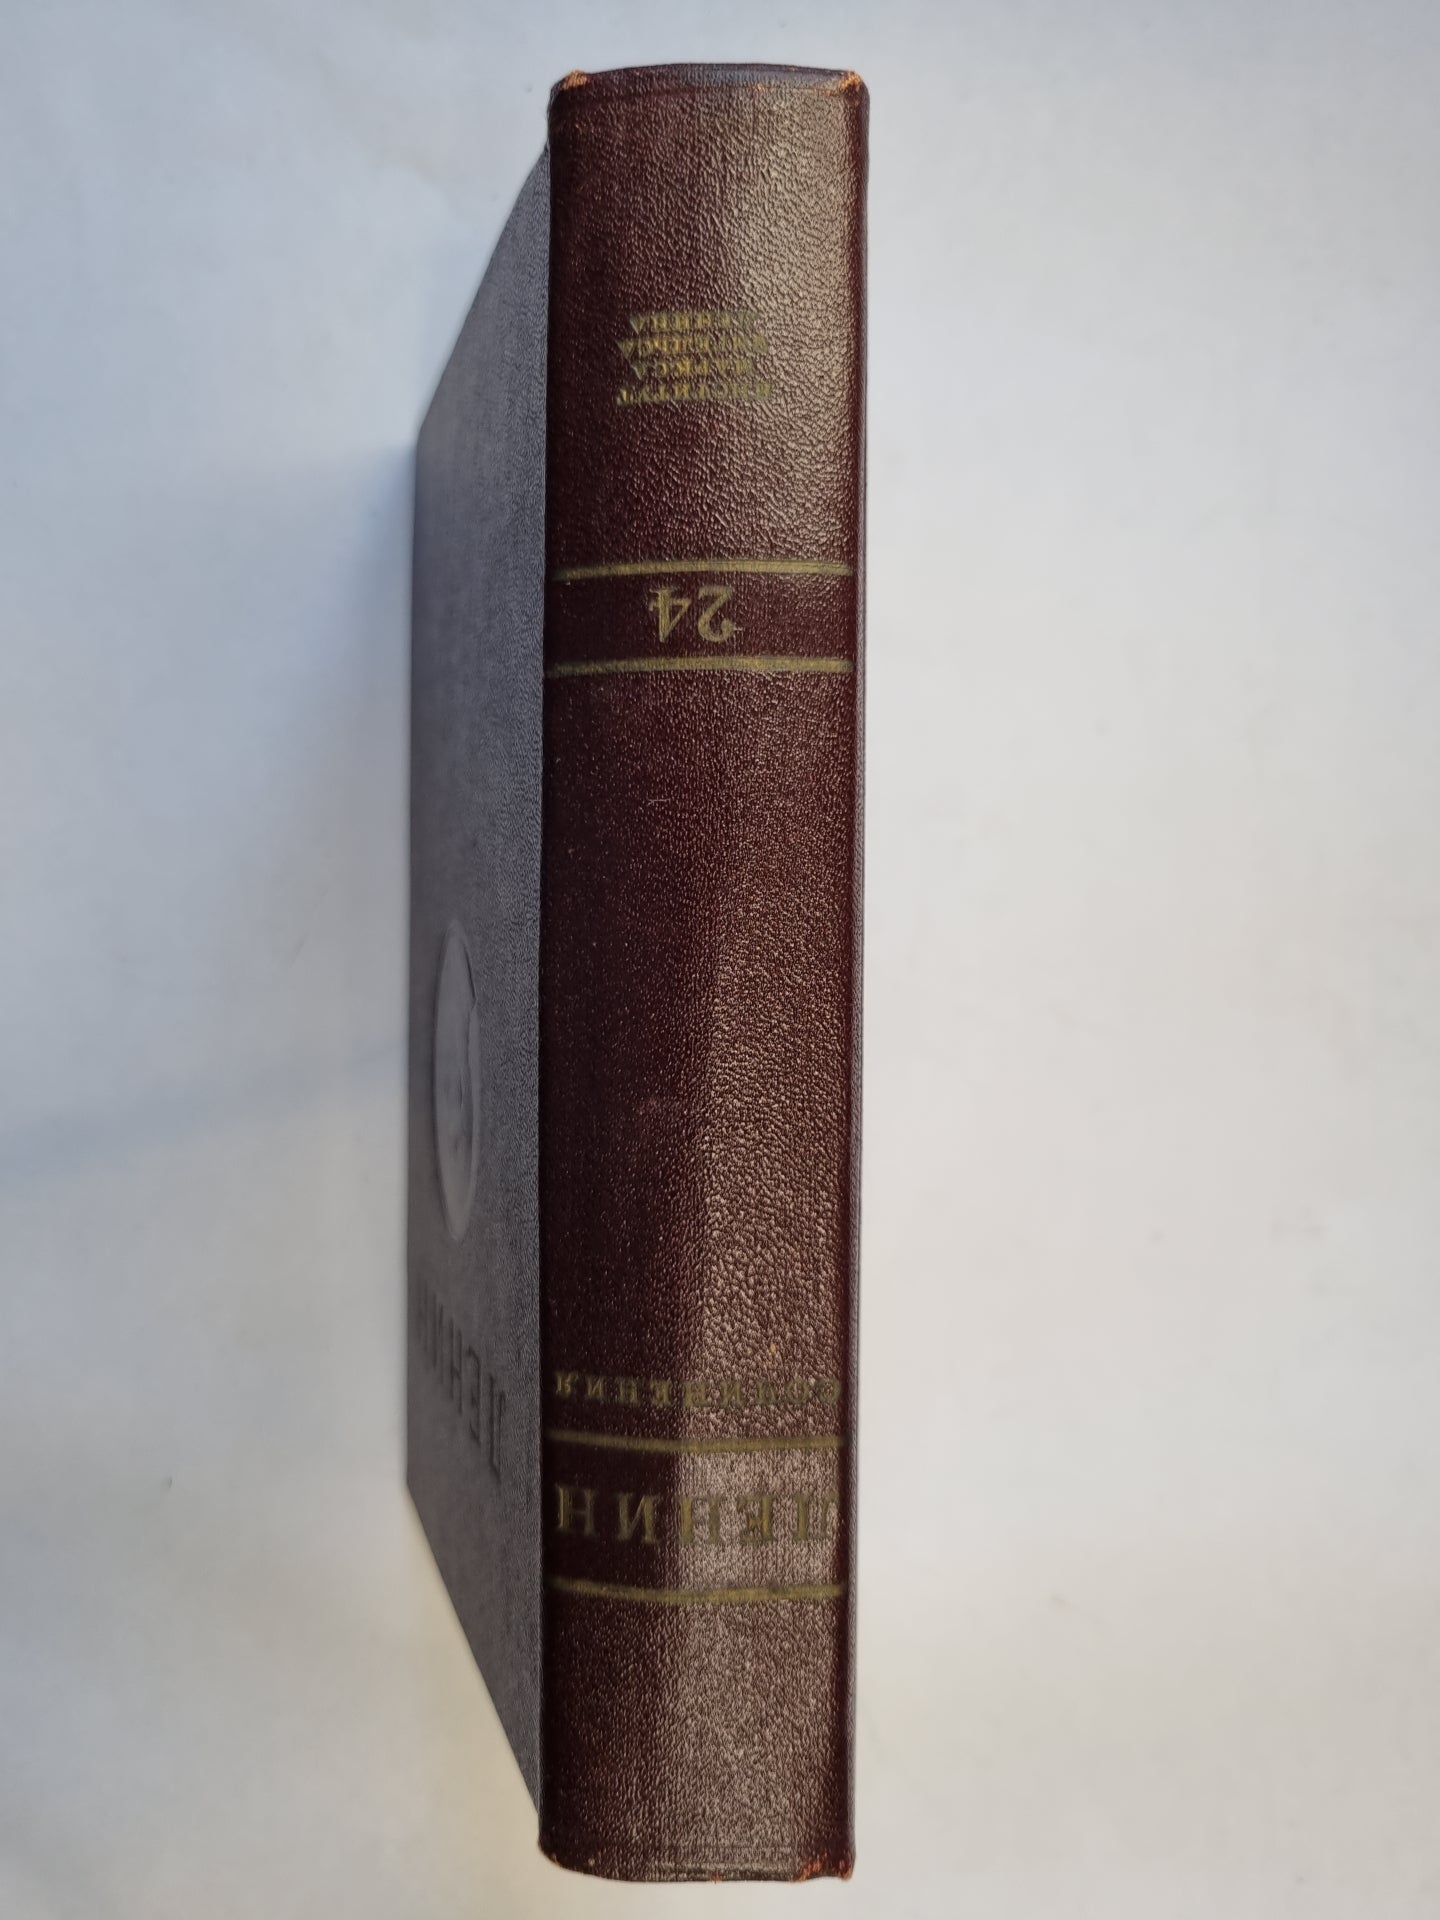 ЛЕНИН
СОЧИНЕНИЯ
24
ИНСТИТУТ
МАРКСА
ЭНГЕЛЬСА
ЛЕНИНА
ЛЕНИН